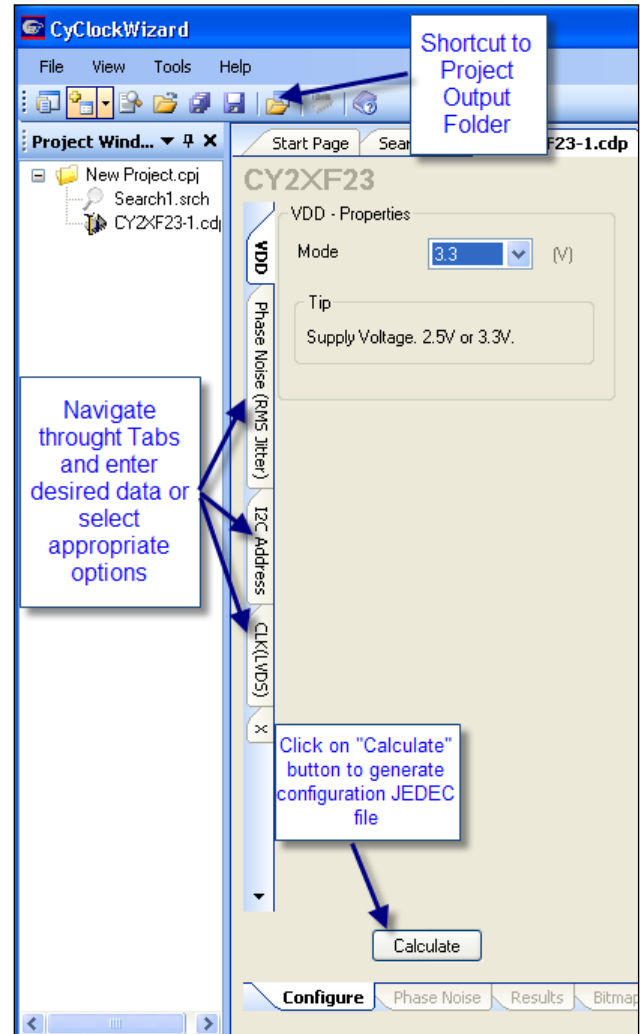 CyClockWizard
File View Tools Help
Shortcut to
Project
Output
Folder
Project Wind...
Start Page
F23-1.cdp
New Project.cpj
Search1.srch
CY2XF23-1.cd
CY2XF23
VDD
Phase Noise (RMS Jitter)
I2C Address
CLK(LVDS)
X
VDD - Properties
Mode 3.3 (V)
Tip
Supply Voltage. 2.5V or 3.3V.
Navigate
throught Tabs
and enter
desired data or
select
appropriate
options
Click on "Calculate"
button to generate
configuration JEDEC
file
Calculate
Configure Phase Noise Results Bitmap